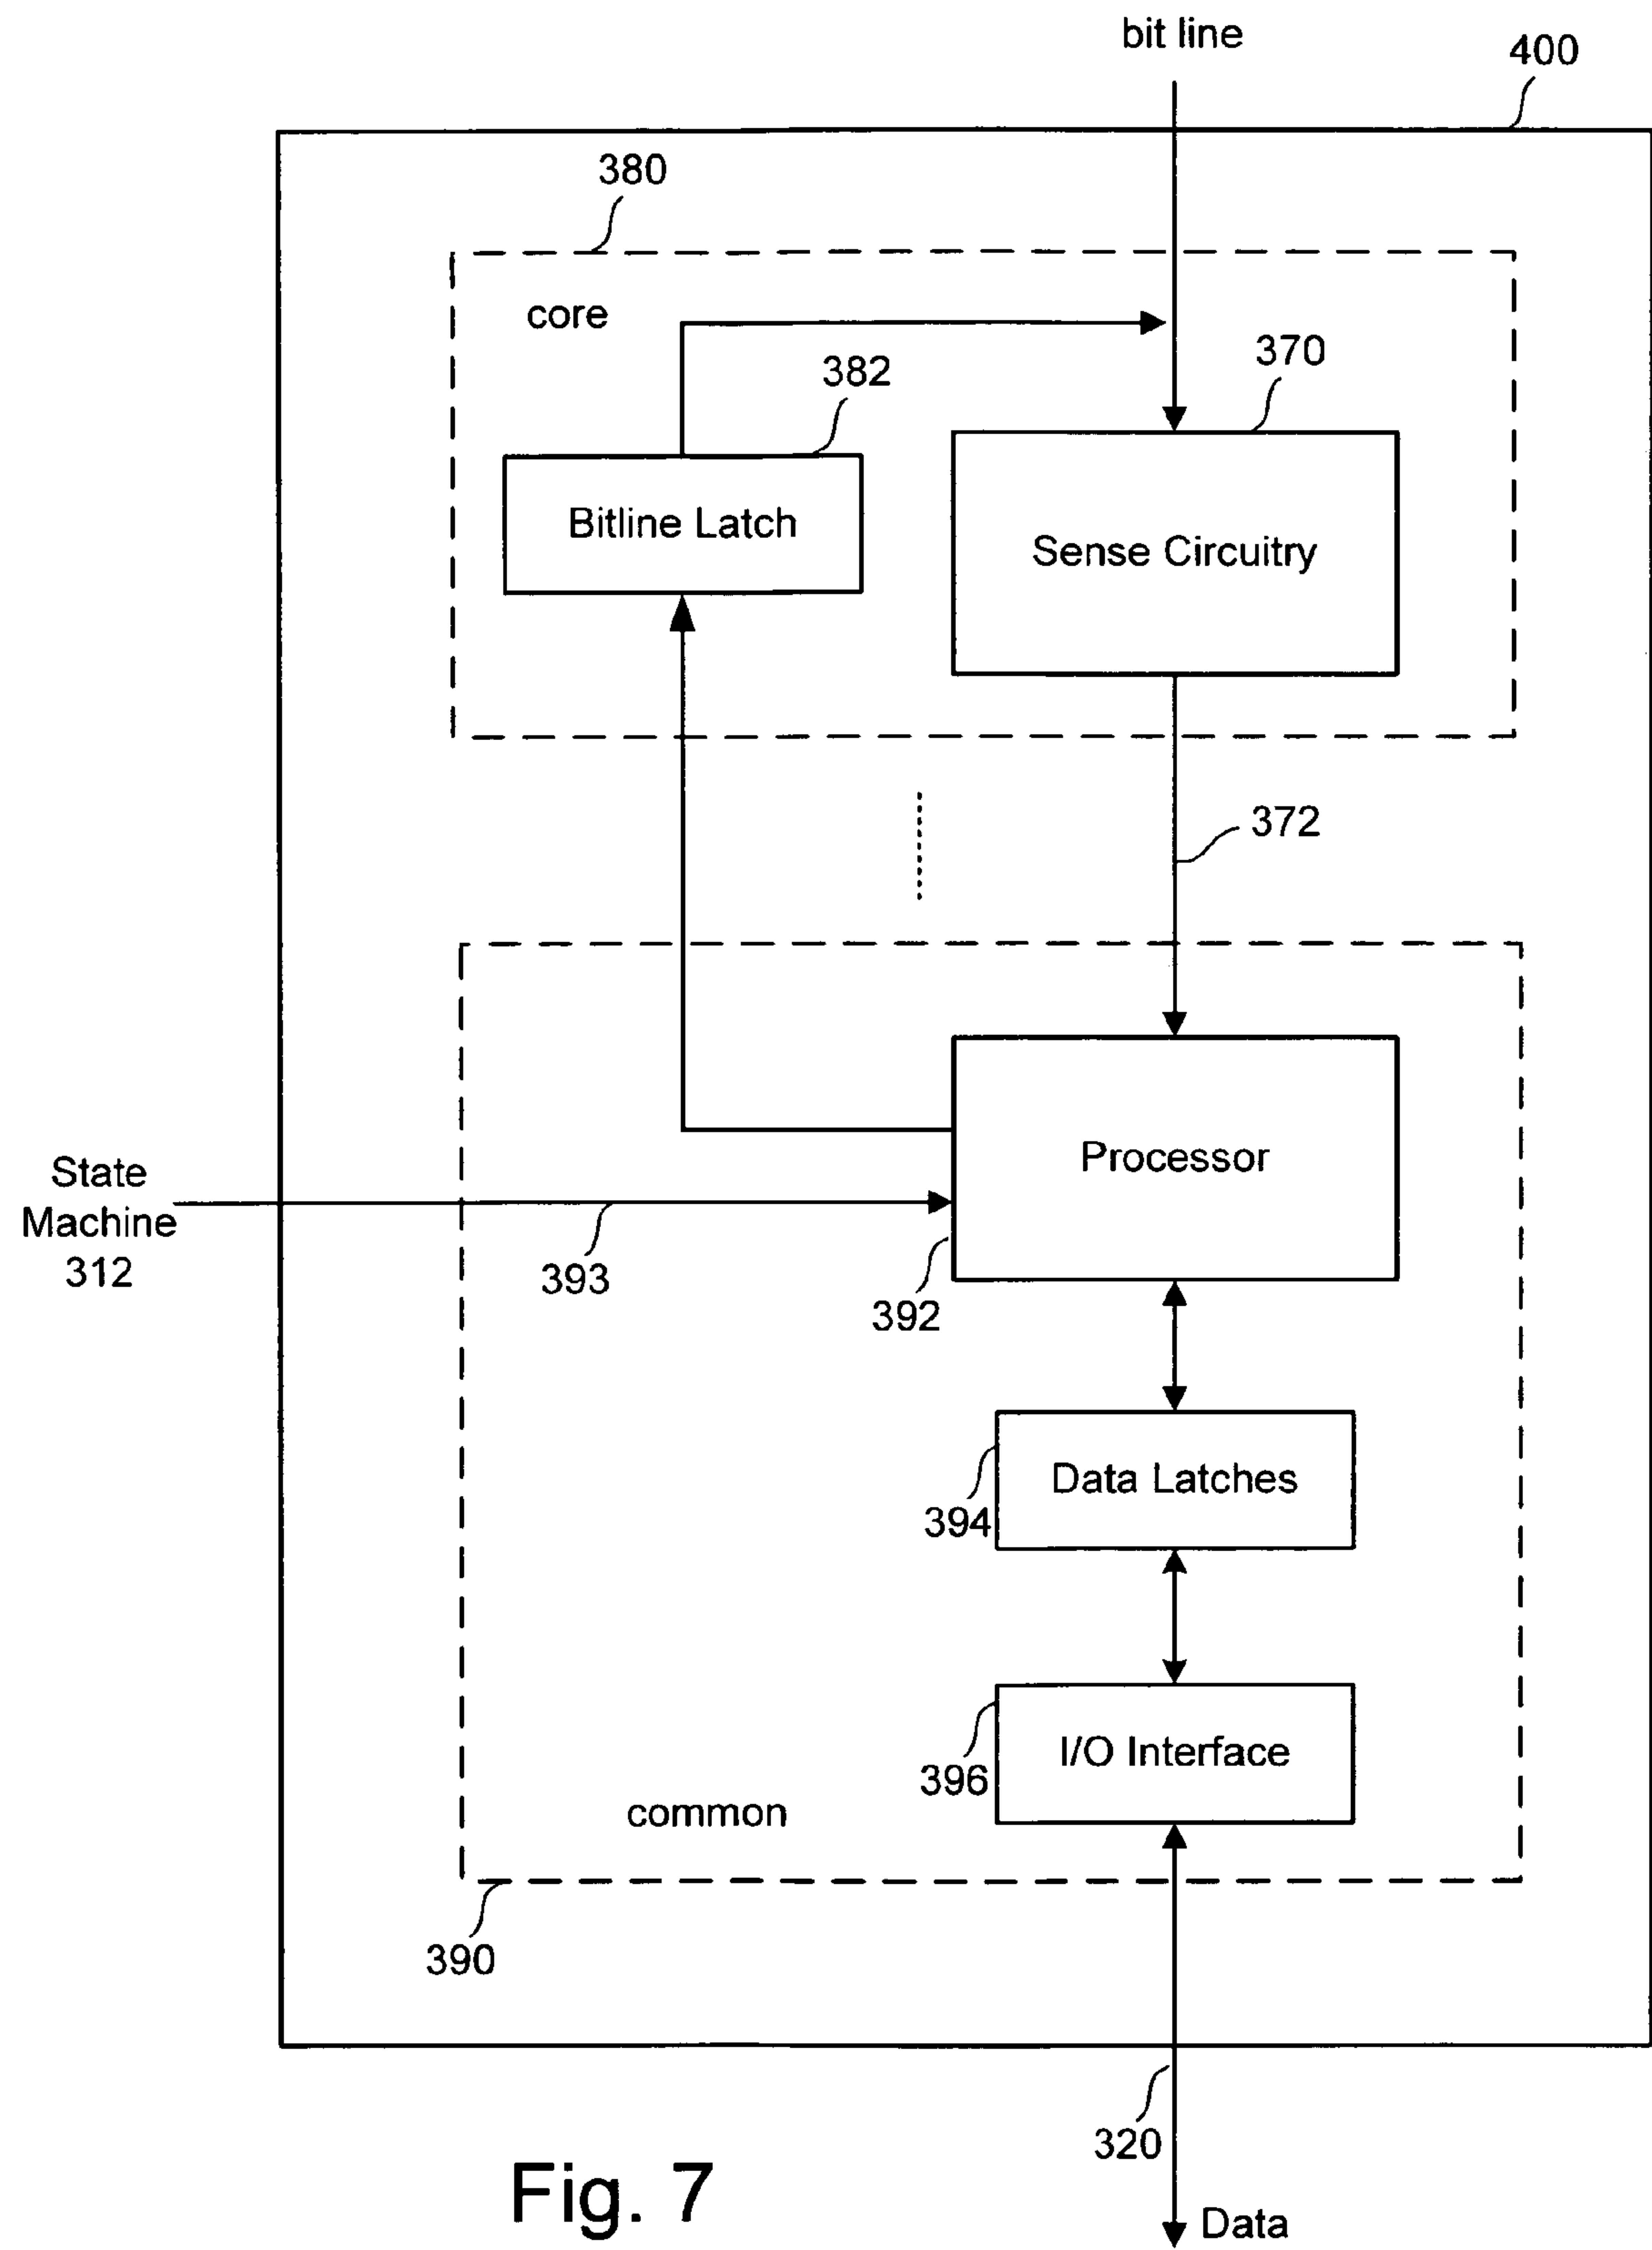 bit line
400
380
core
370
382
Bitline Latch
Sense Circuitry
372
Processor
State
Machine
312
393
392
Data Latches
394
I/O Interface
396
common
390
320
Fig. 7
Data